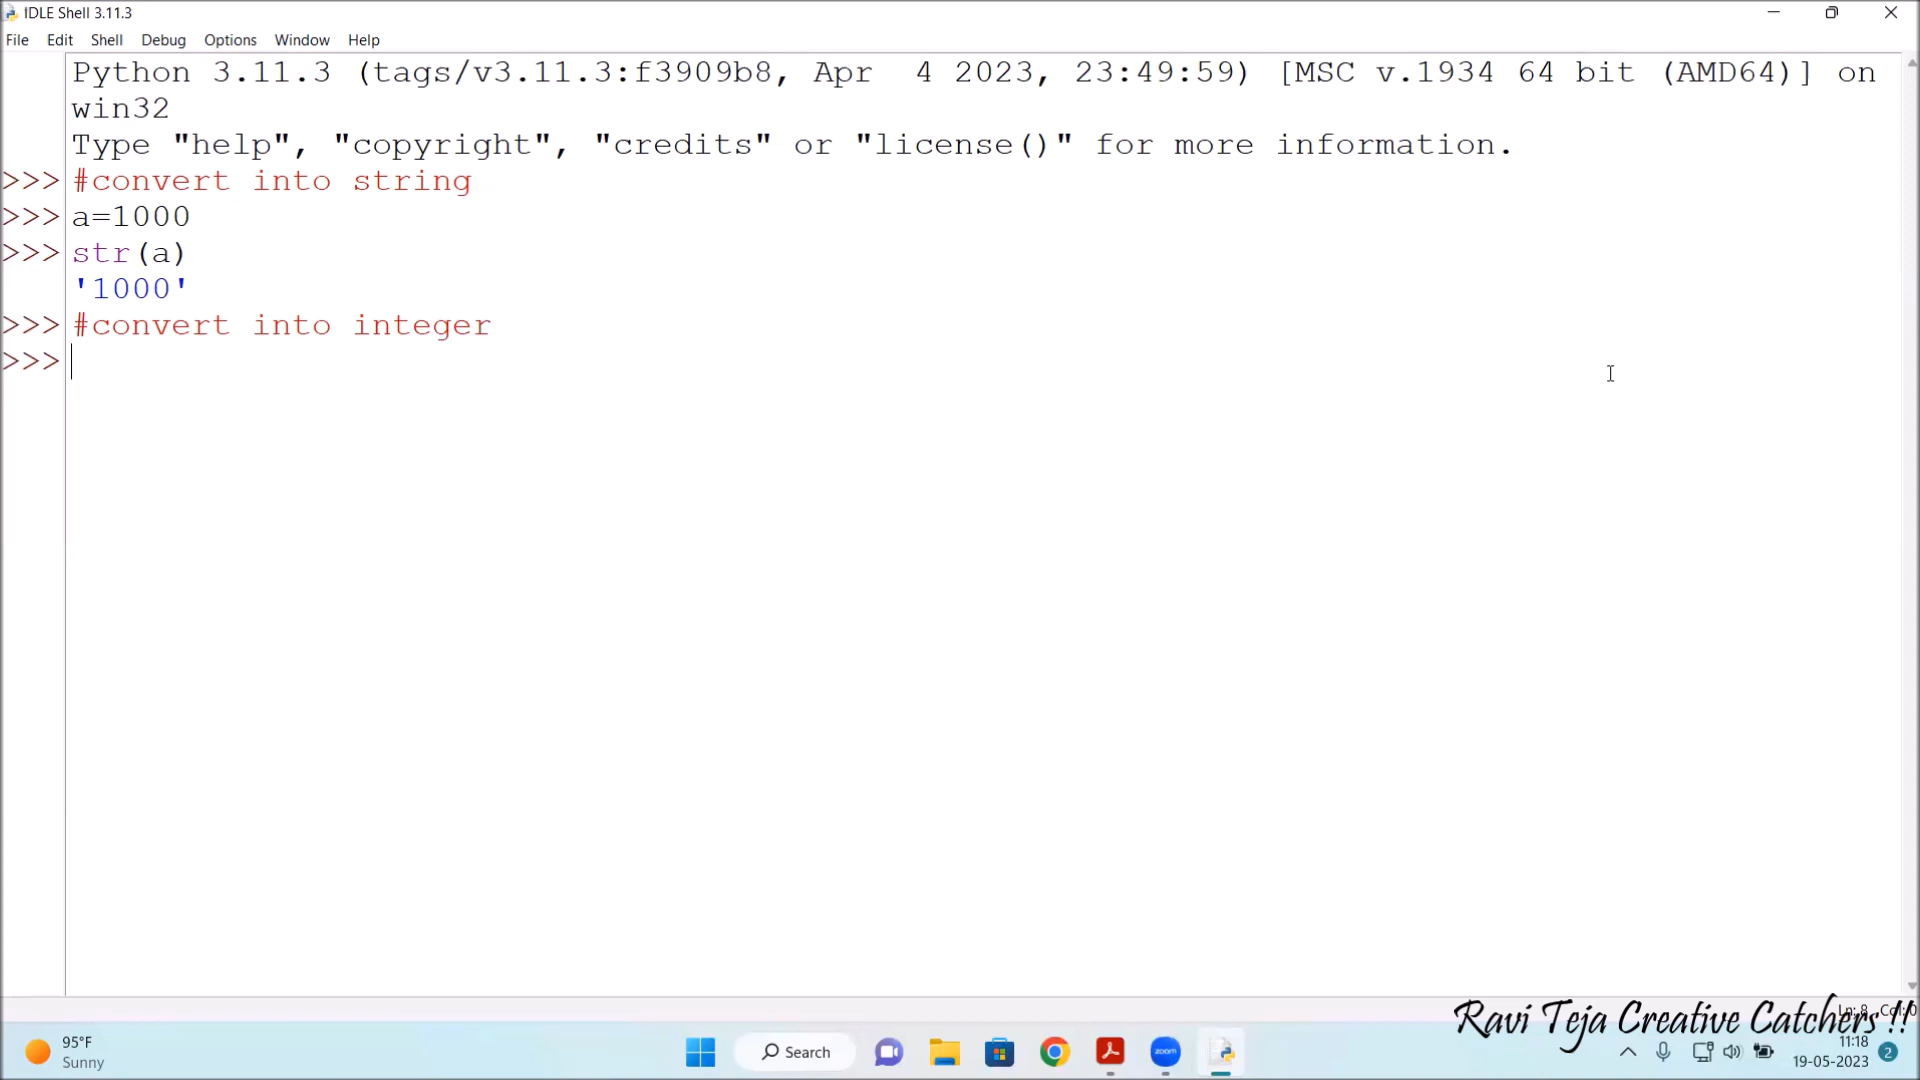 IDLE Shell 3.11.3
File Edit Shell Debug Options Window Help
Python 3.11.3 (tags/v3.11.3:f3909b8, Apr  4 2023, 23:49:59) [MSC v.1934 64 bit (AMD64)] on
win32
Type "help", "copyright", "credits" or "license()" for more information.
>>> #convert into string
>>> a=1000
>>> str(a)
'1000'
>>> #convert into integer
>>>
Ravi Teja Creative Catchers !!
95°F
Sunny
Search
zoom
11:18
19-05-2023
2